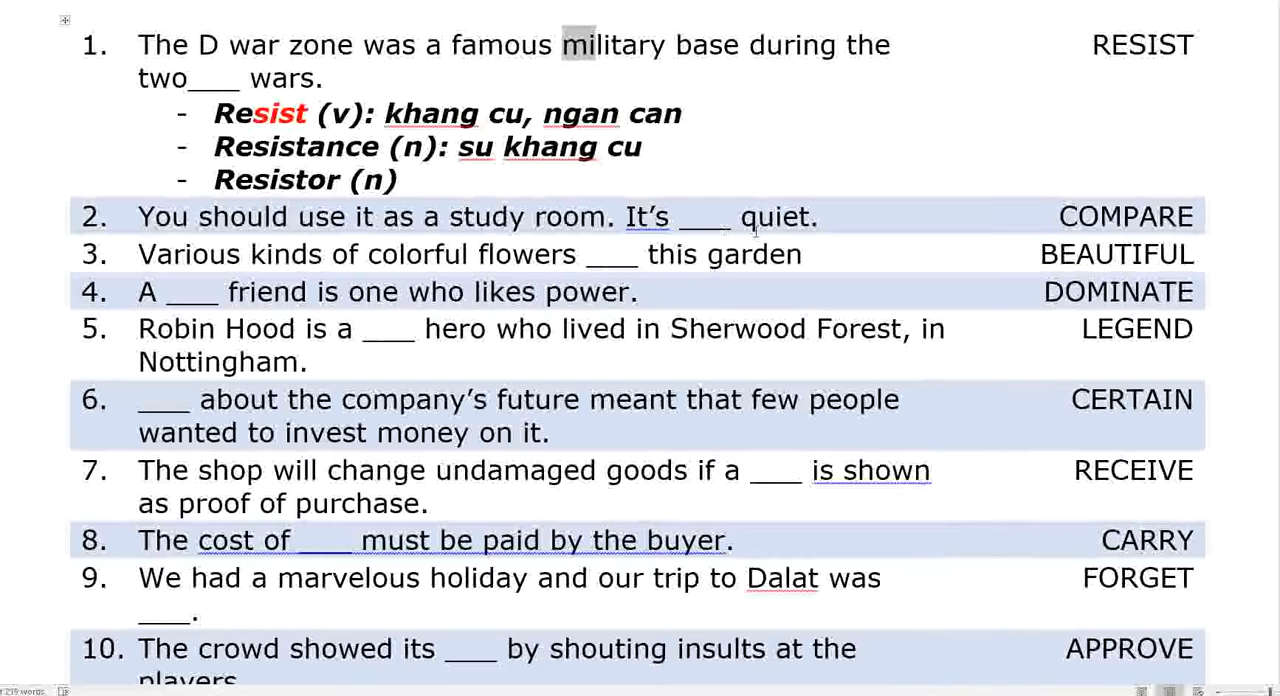 1. The D war zone was a famous military base during the RESIST
two___ wars.
- Resist (v): khang cu, ngan can
- Resistance (n): su khang cu
- Resistor (n)
2. You should use it as a study room. It’s ___ quiet. COMPARE
3. Various kinds of colorful flowers ___ this garden BEAUTIFUL
4. A ___ friend is one who likes power. DOMINATE
5. Robin Hood is a ___ hero who lived in Sherwood Forest, in LEGEND
Nottingham.
6. ___ about the company’s future meant that few people CERTAIN
wanted to invest money on it.
7. The shop will change undamaged goods if a ___ is shown RECEIVE
as proof of purchase.
8. The cost of ___ must be paid by the buyer. CARRY
9. We had a marvelous holiday and our trip to Dalat was FORGET
___.
10. The crowd showed its ___ by shouting insults at the APPROVE
players
239 words